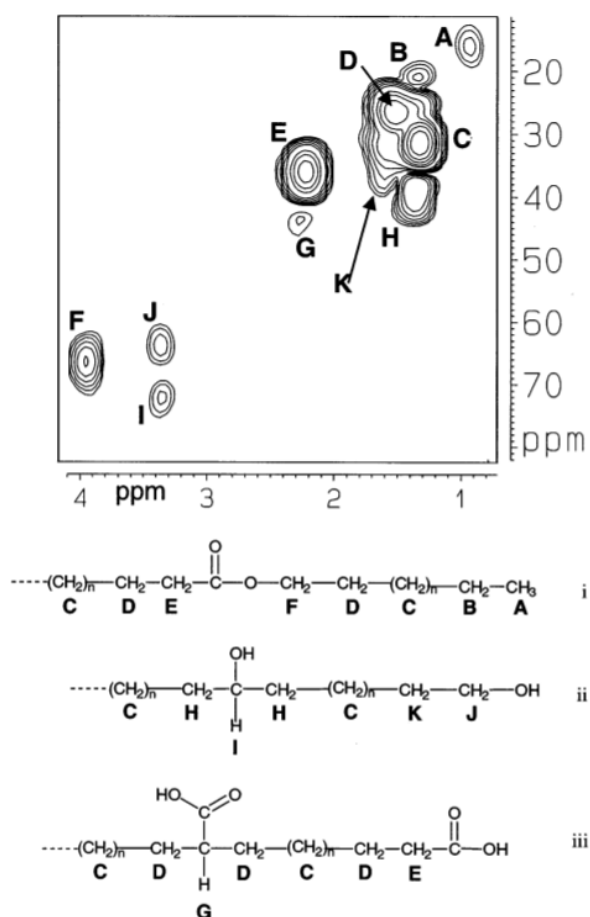 A
B
D
20
E
C
30
40
G
H
50
K
F
J
60
I
70
ppm
4 ppm 3 2 1
O
----(CH₂)n—CH₂—CH₂—C—O—CH₂—CH₂—(CH₂)n—CH₂—CH₃ i
C D E F D C B A
OH
----(CH₂)n—CH₂—C—CH₂—(CH₂)n—CH₂—CH₂—OH ii
C H H H C K J
I
HO O
C O
----(CH₂)n—CH₂—C—CH₂—(CH₂)n—CH₂—CH₂—C—OH iii
C D H D C D E
G